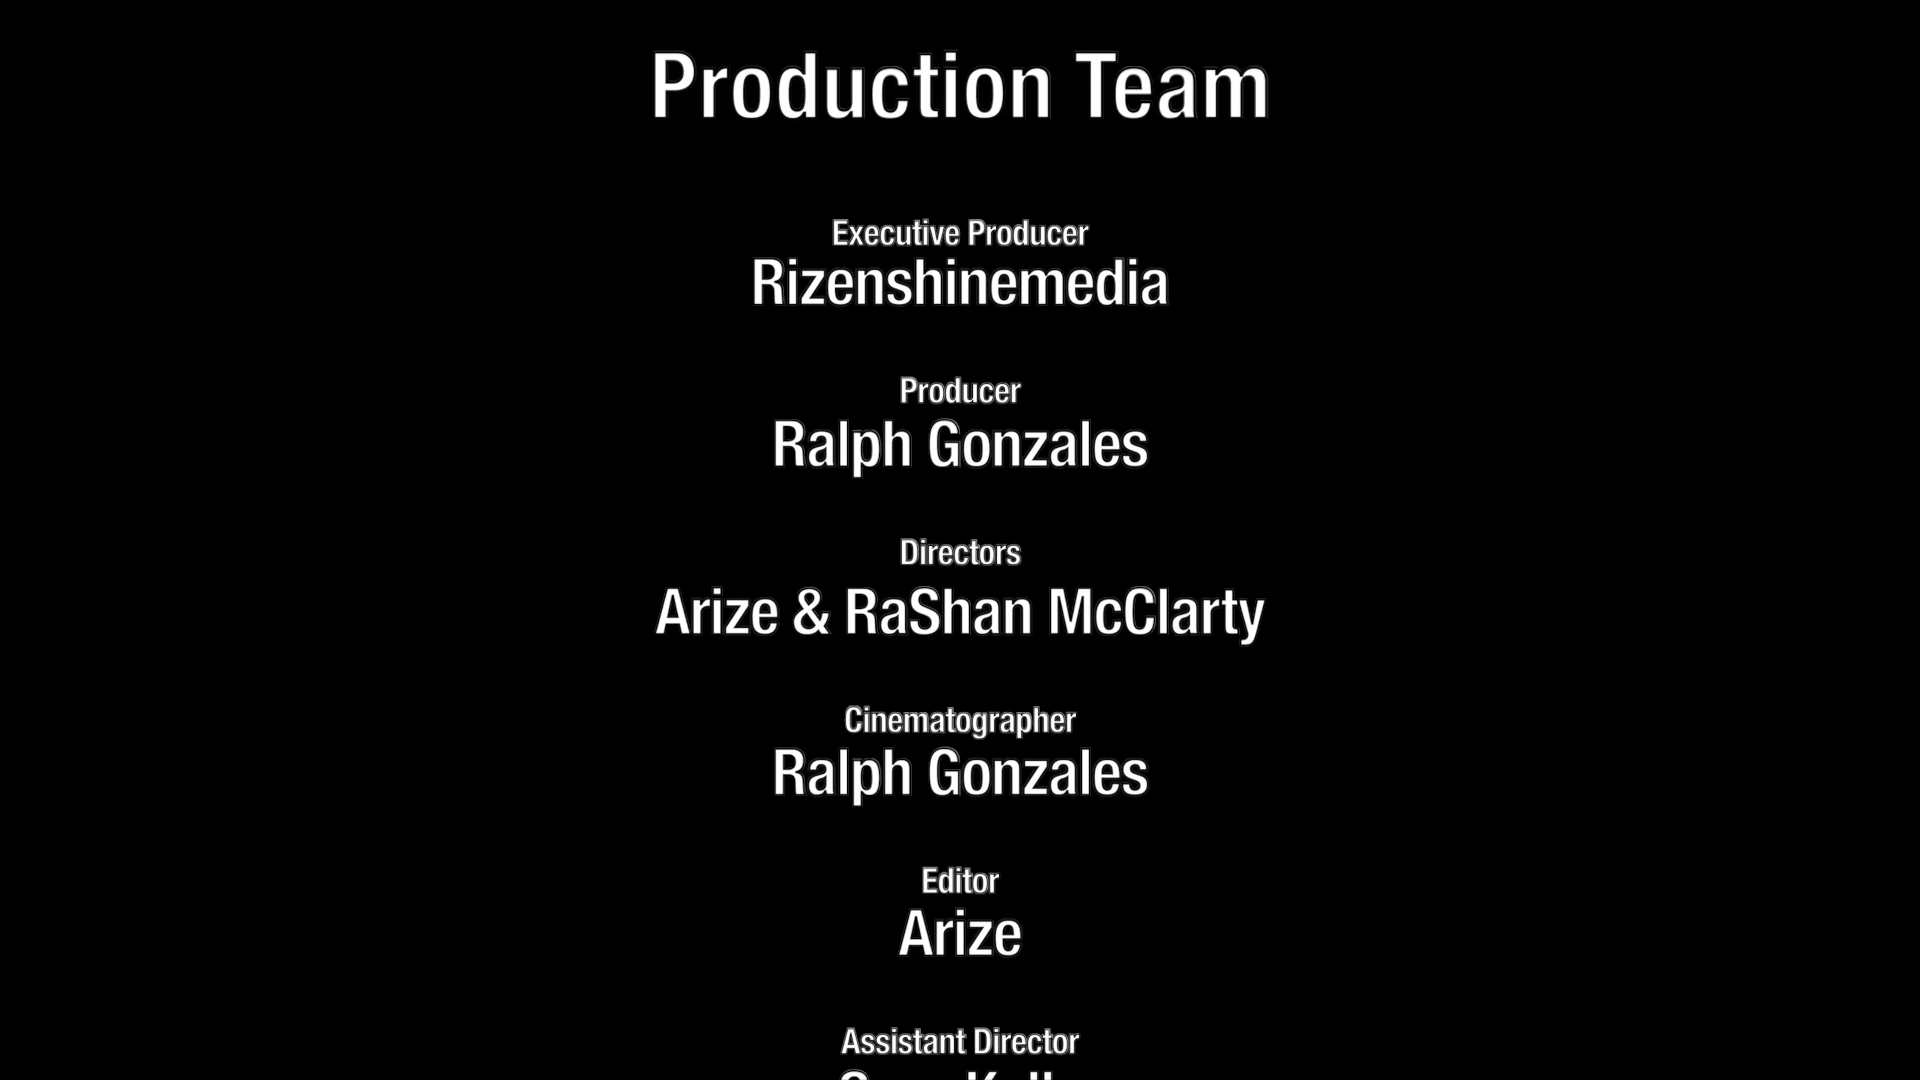 Production Team
Executive Producer
Rizenshinemedia
Producer
Ralph Gonzales
Directors
Arize & RaShan McClarty
Cinematographer
Ralph Gonzales
Editor
Arize
Assistant Director